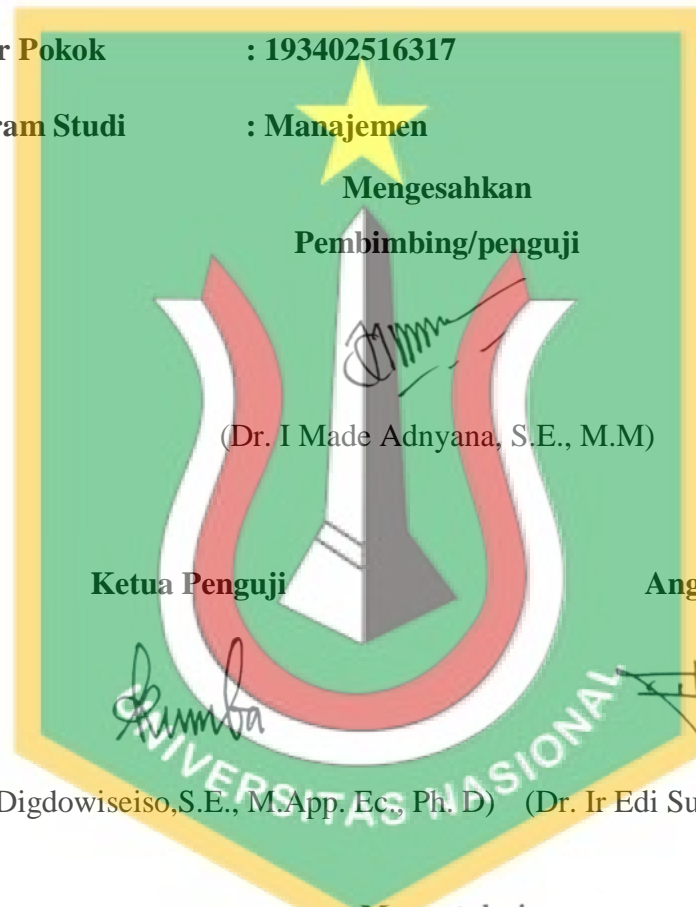 r Pokok : 193402516317
ram Studi : Manajemen
Mengesahkan
Pembimbing/penguji
(Dr. I Made Adnyana, S.E., M.M)
Ketua Penguji Ang
UNIVERSITAS NASIONAL
Digdowiseiso,S.E., M.App. Ec., Ph. D) (Dr. Ir Edi Su